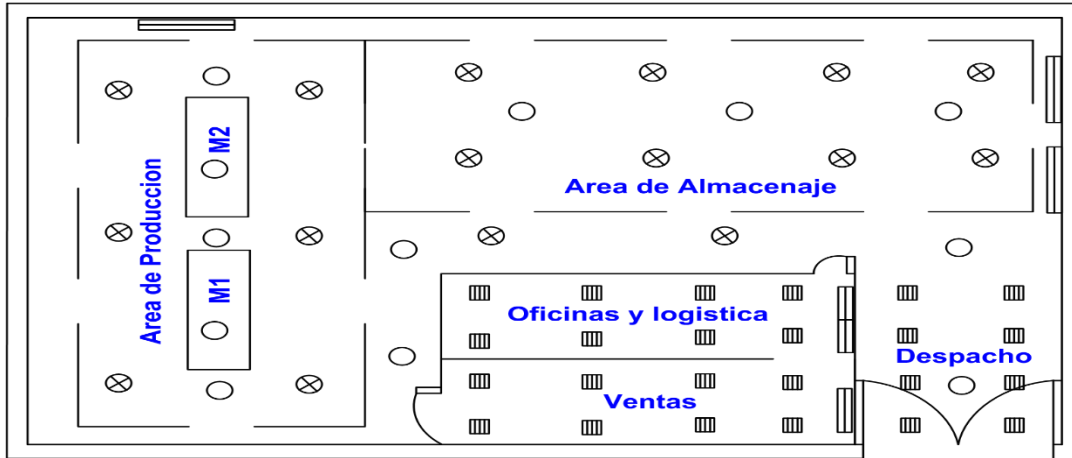 Area de Produccion
M2
M1
Area de Almacenaje
Oficinas y logistica
Despacho
Ventas